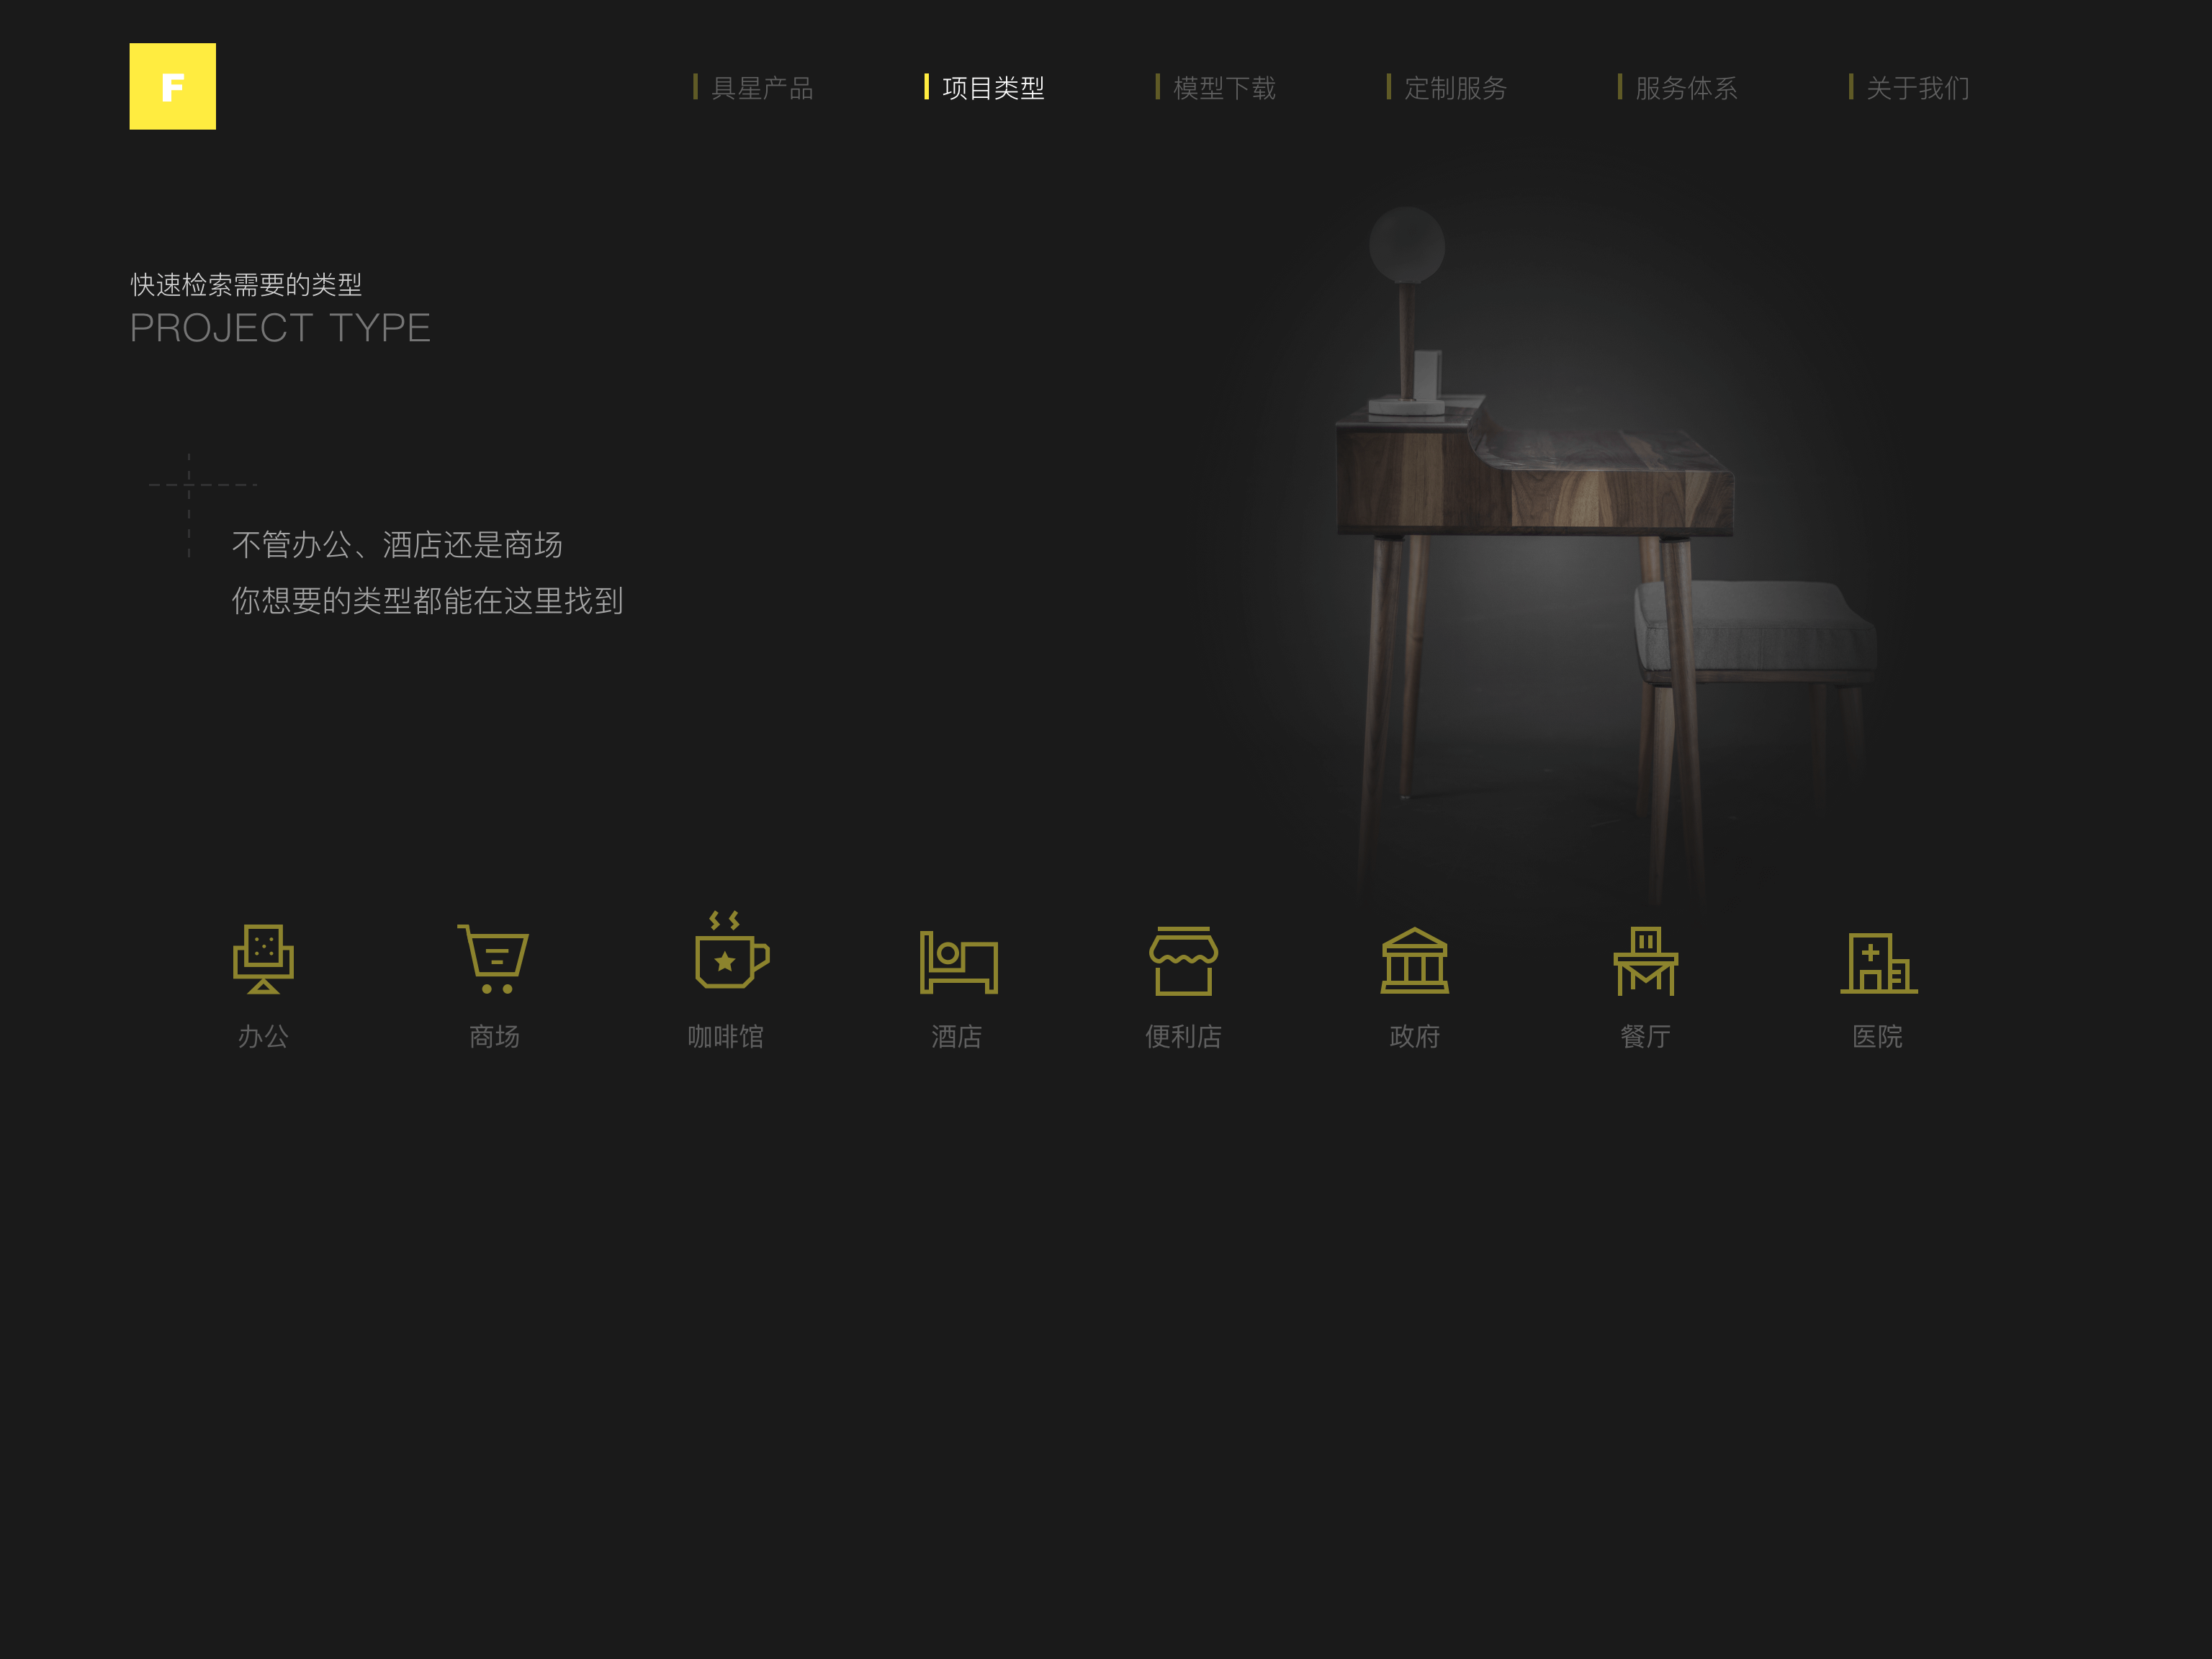 F
具星产品
项目类型
模型下载
定制服务
服务体系
关于我们
快速检索需要的类型
PROJECT TYPE
不管办公、酒店还是商场
你想要的类型都能在这里找到
办公
商场
咖啡馆
酒店
便利店
政府
餐厅
医院